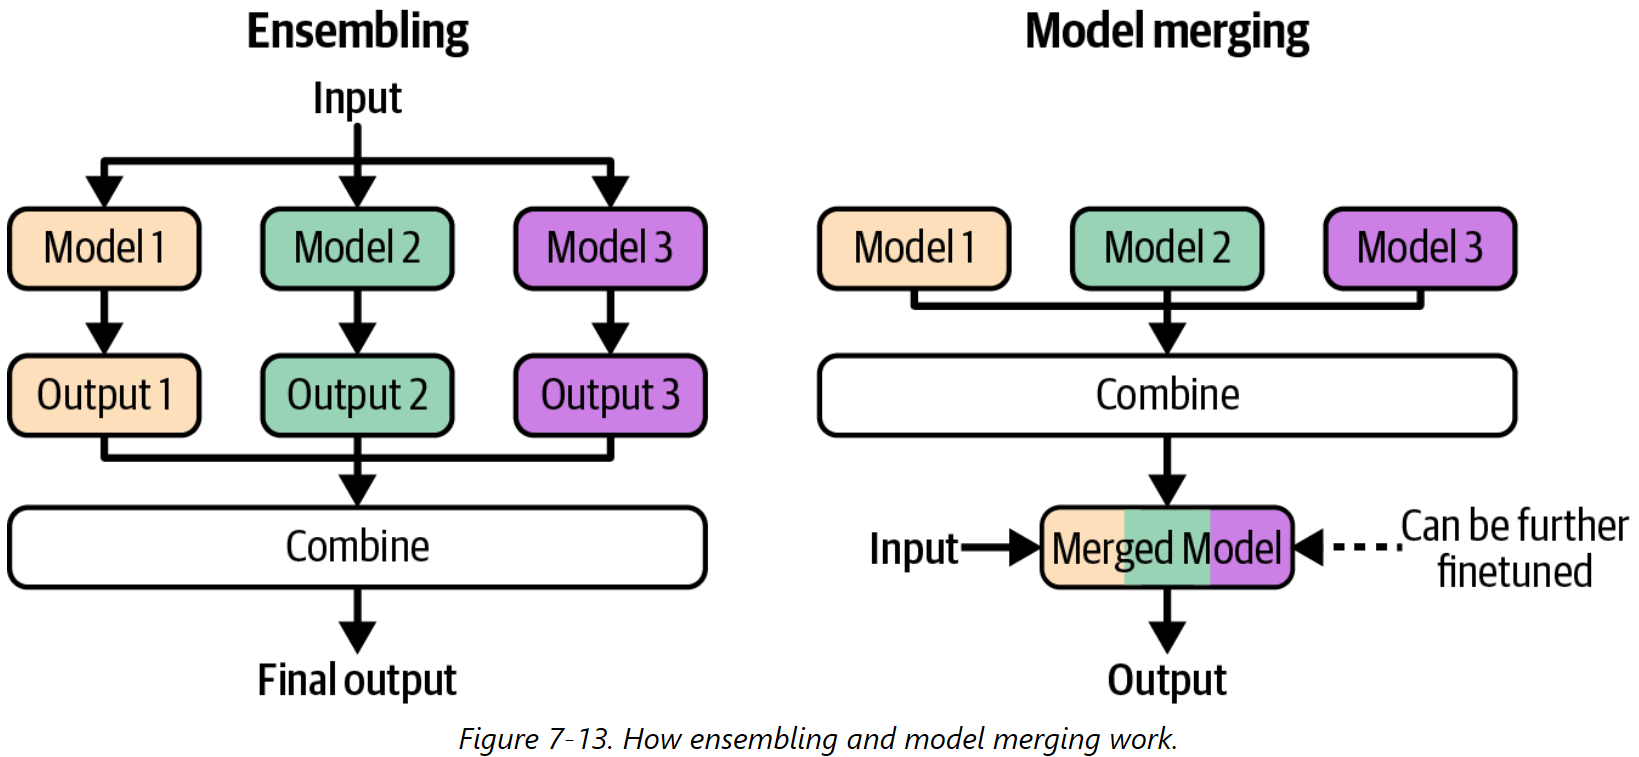 Ensembling
Input
Model 1
Model 2
Model 3
Output 1
Output 2
Output 3
Combine
Final output
Model merging
Model 1
Model 2
Model 3
Combine
Input
Merged Model
Can be further
finetuned
Output
Figure 7-13. How ensembling and model merging work.